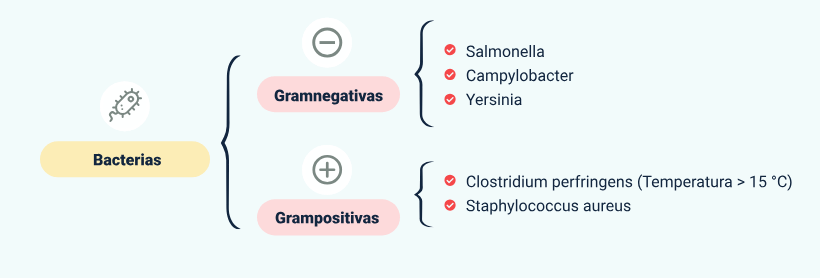 Bacterias
Gramnegativas
Salmonella
Campylobacter
Yersinia
Grampositivas
Clostridium perfringens (Temperatura > 15 °C)
Staphylococcus aureus